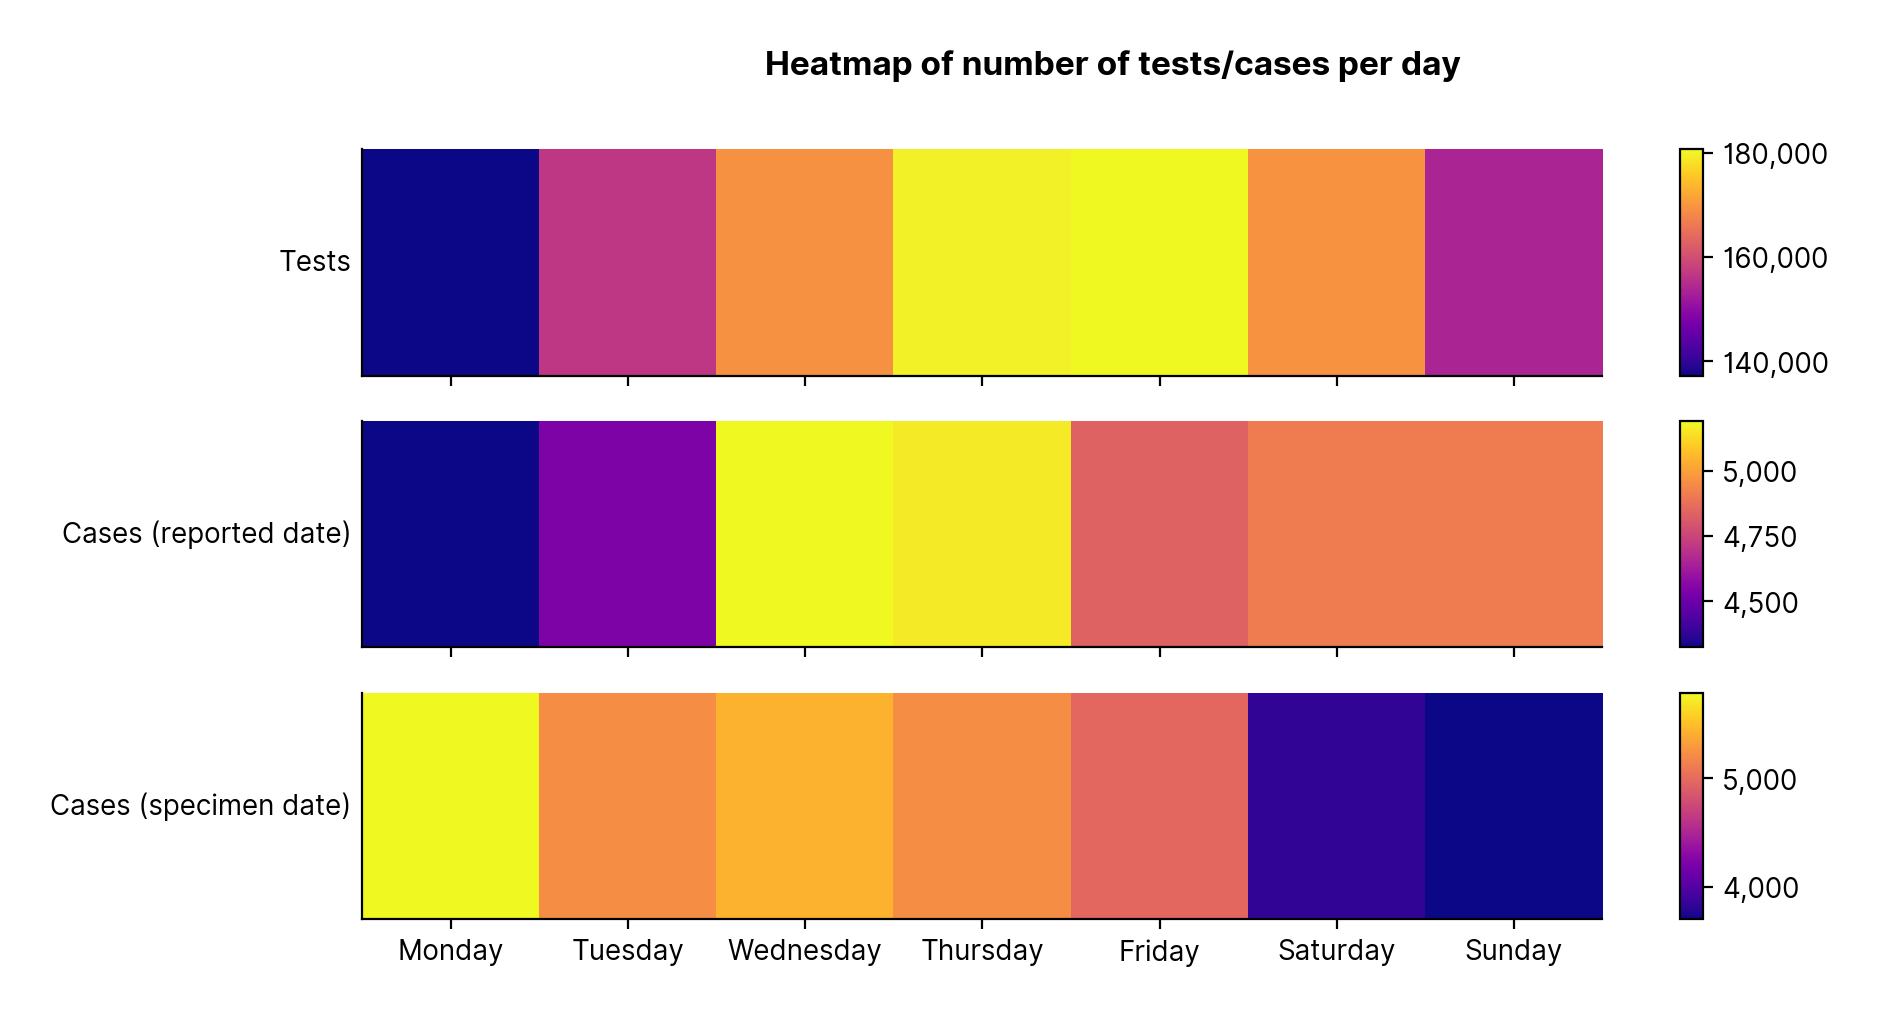 Heatmap of number of tests/cases per day
Tests
180,000
160,000
140,000
Cases (reported date)
5,000
4,750
4,500
Cases (specimen date)
5,000
4,000
Monday Tuesday Wednesday Thursday Friday Saturday Sunday